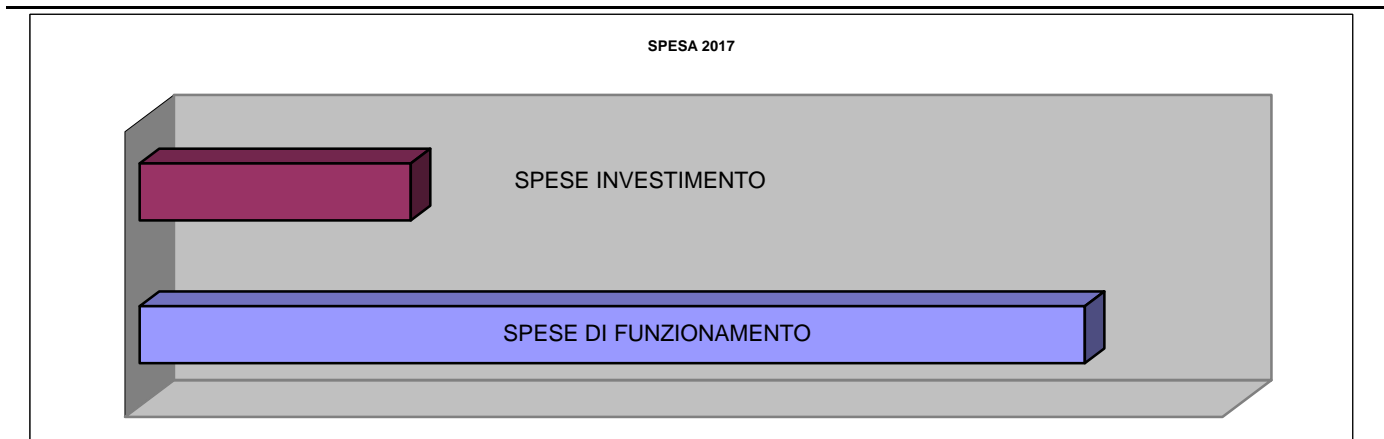 SPESA 2017
SPESE INVESTIMENTO
SPESE DI FUNZIONAMENTO